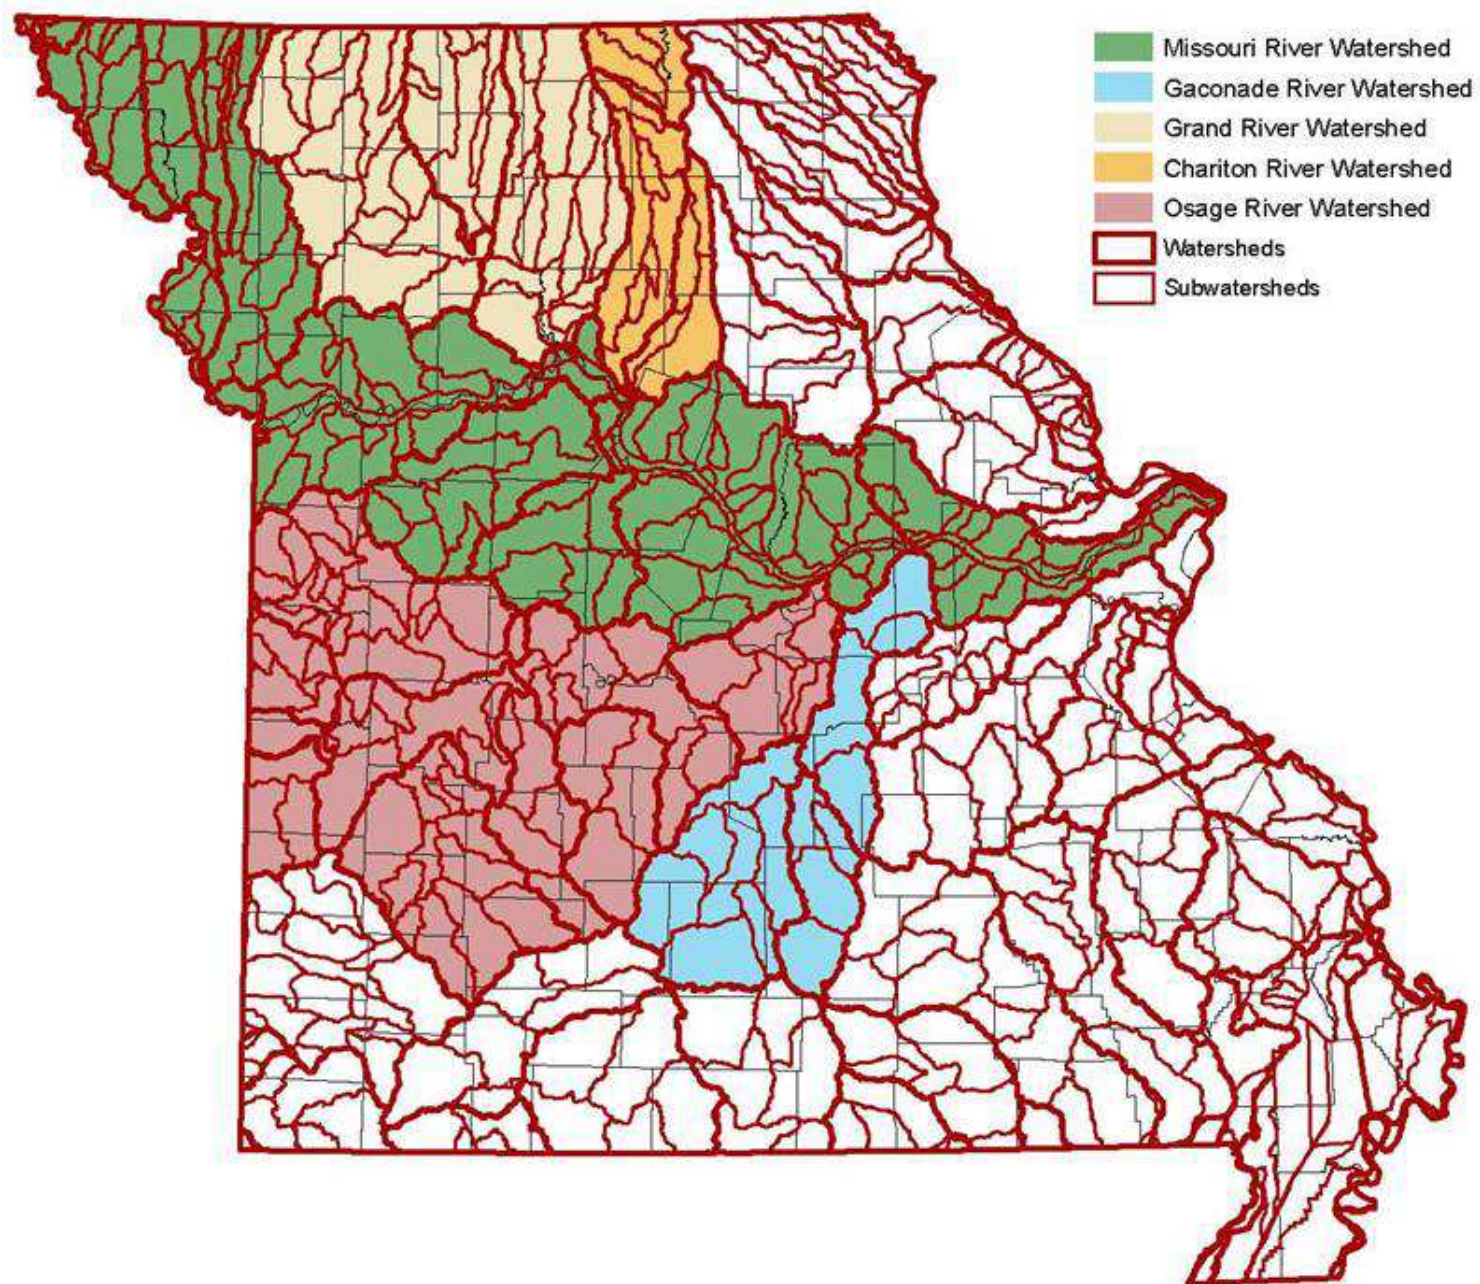 Missouri River Watershed
Gaconade River Watershed
Grand River Watershed
Chariton River Watershed
Osage River Watershed
Watersheds
Subwatersheds